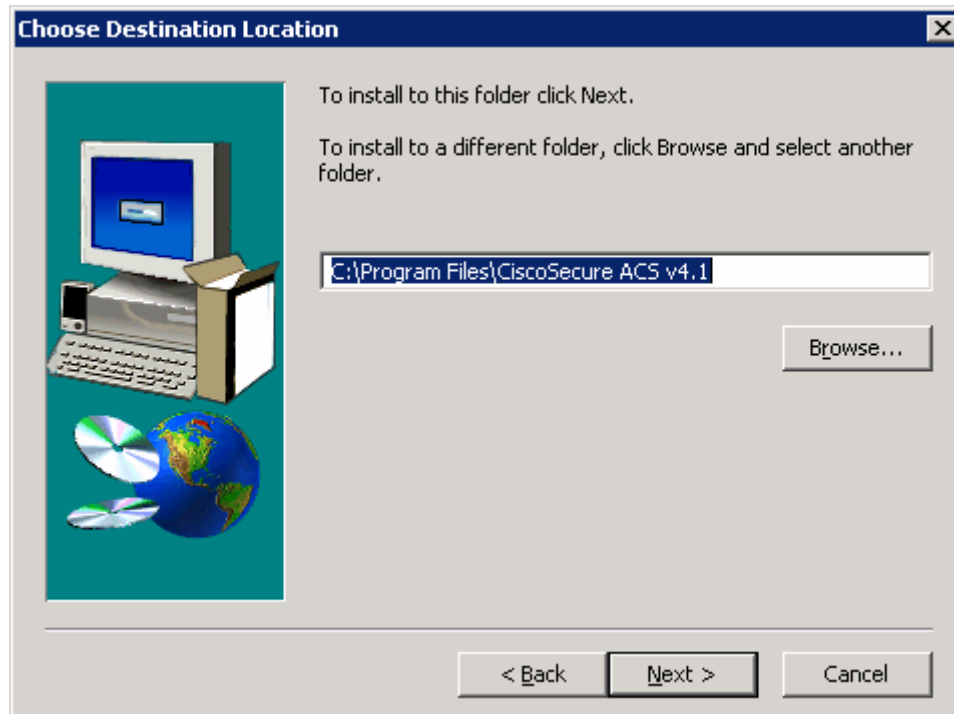 Choose Destination Location
To install to this folder click Next.
To install to a different folder, click Browse and select another
folder.
C:\Program Files\CiscoSecure ACS v4.1
Browse...
< Back
Next >
Cancel